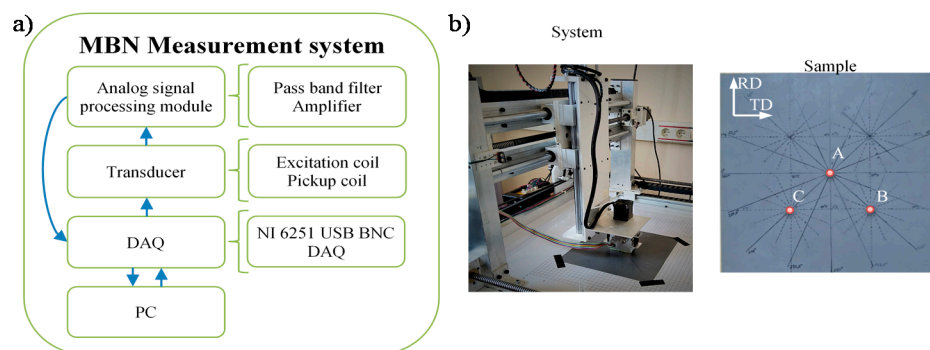 a)
MBN Measurement system
Analog signal
processing module
Pass band filter
Amplifier
Transducer
Excitation coil
Pickup coil
DAQ
NI 6251 USB BNC
DAQ
PC
b)
System
Sample
RD
TD
A
C
B